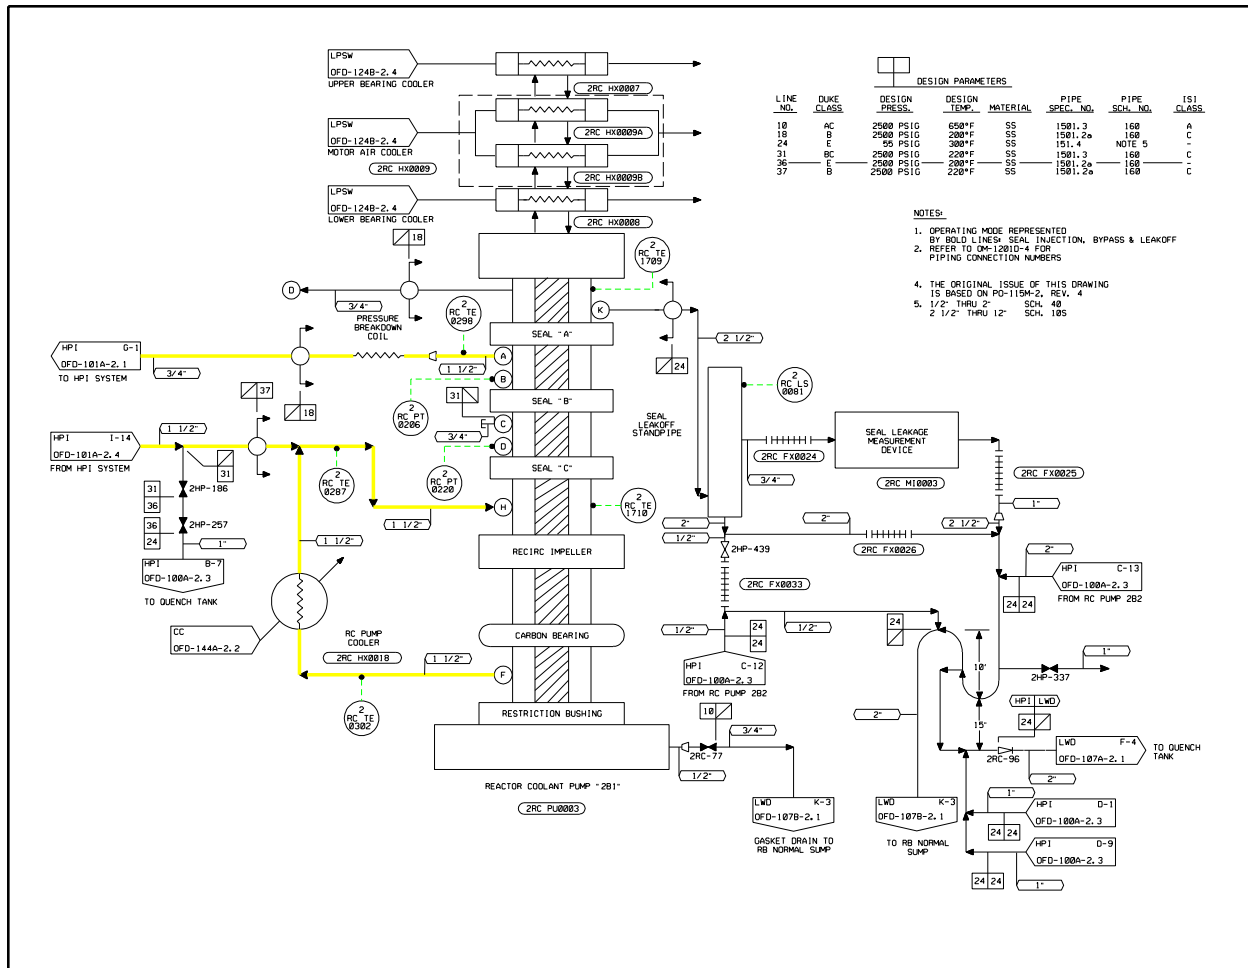 LPSW
OFD-124B-2.4
UPPER BEARING COOLER
2RC HX0007
LPSW
OFD-124B-2.4
MOTOR AIR COOLER
2RC HX0009
2RC HX0009A
2RC HX0009B
LPSW
OFD-124B-2.4
LOWER BEARING COOLER
2RC HX0008
DESIGN PARAMETERS
LINE NO. DUKE CLASS DESIGN PRESS. DESIGN TEMP. MATERIAL PIPE SPEC. NO. PIPE SCH. NO. ISI CLASS
10 AC 2500 PSIG 650°F SS 1501.3 160 A
18 B 2500 PSIG 200°F SS 1501.2a 160 C
24 E 55 PSIG 300°F SS 151.4 NOTE 5 -
31 BC 2500 PSIG 220°F SS 1501.3 160 C
36 E 2500 PSIG 200°F SS 1501.2a 160 -
37 B 2500 PSIG 220°F SS 1501.2a 160 C
NOTES:
1. OPERATING MODE REPRESENTED
BY BOLD LINES: SEAL INJECTION, BYPASS & LEAKOFF
2. REFER TO OM-1201D-4 FOR
PIPING CONNECTION NUMBERS
4. THE ORIGINAL ISSUE OF THIS DRAWING
IS BASED ON PO-115M-2, REV. 4
5. 1/2" THRU 2" SCH. 40
2 1/2" THRU 12" SCH. 10S
18
2
RC TE
1709
D
3/4"
PRESSURE
BREAKDOWN
COIL
2
RC TE
0298
K
2 1/2"
24
SEAL "A"
HPI G-1
OFD-101A-2.1
TO HPI SYSTEM
3/4"
18
A
1 1/2"
B
2
RC PT
0206
SEAL "B"
31
C
3/4"
D
2
RC PT
0220
SEAL "C"
37
HPI I-14
OFD-101A-2.4
FROM HPI SYSTEM
1 1/2"
31
2HP-186
31
36
2HP-257
36
24
1"
HPI B-7
OFD-100A-2.3
TO QUENCH TANK
2
RC TE
0287
H
1 1/2"
2
RC TE
1710
RECIRC IMPELLER
1 1/2"
CC
OFD-144A-2.2
RC PUMP
COOLER
2RC HX0018
1 1/2"
CARBON BEARING
F
2
RC TE
0302
RESTRICTION BUSHING
REACTOR COOLANT PUMP "2B1"
2RC PU0003
SEAL
LEAKOFF
STANDPIPE
2
RC LS
0081
2RC FX0024
3/4"
SEAL LEAKAGE
MEASUREMENT
DEVICE
2RC MI0003
2RC FX0025
1"
2"
1/2"
2HP-439
2"
2RC FX0026
2 1/2"
2RC FX0033
2"
HPI C-13
OFD-100A-2.3
FROM RC PUMP 2B2
24 24
1/2"
24
24
1/2"
HPI C-12
OFD-100A-2.3
FROM RC PUMP 2B2
24
10'
1"
2HP-337
HPI LWD
24
15"
2"
2RC-96
LWD F-4
OFD-107A-2.1
TO QUENCH
TANK
2"
10
3/4"
2RC-77
1/2"
LWD K-3
OFD-107B-2.1
GASKET DRAIN TO
RB NORMAL SUMP
LWD K-3
OFD-107B-2.1
TO RB NORMAL
SUMP
1"
HPI D-1
OFD-100A-2.3
24 24
HPI D-9
OFD-100A-2.3
24 24
1"